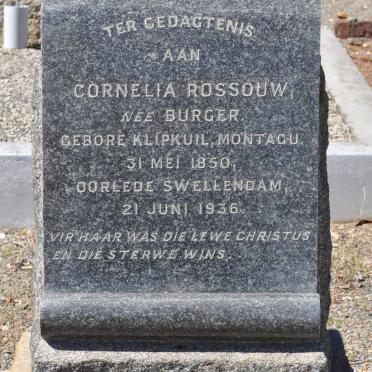 TER GEDAGTENIS
AAN
CORNELIA ROSSOUW,
NEE BURGER.
GEBORE KLIPKUIL, MONTAGU.
31 MEI 1850,
OORLEDE SWELLENDAM,
21 JUNI 1936.
VIR HAAR WAS DIE LEWE CHRISTUS
EN DIE STERWE WINS.